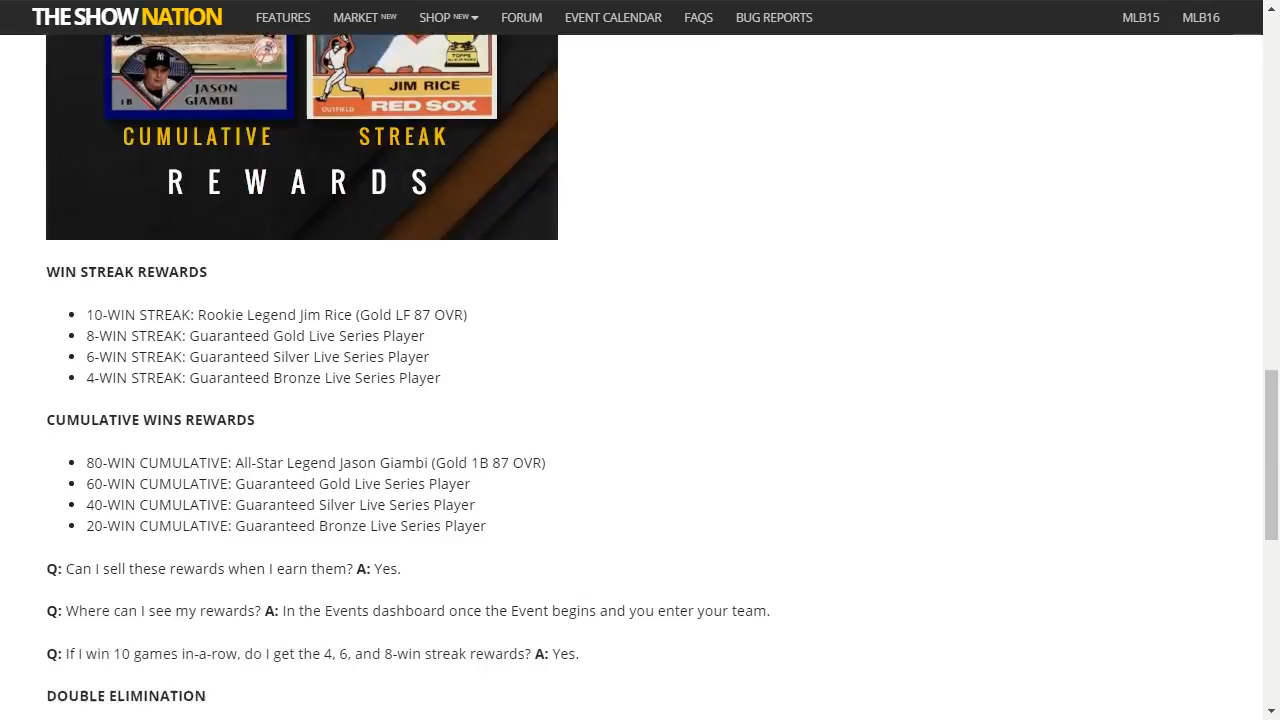 THE SHOW NATION FEATURES MARKET NEW SHOP NEW FORUM EVENT CALENDAR FAQS BUG REPORTS MLB15 MLB16
1B JASON GIAMBI
OUTFIELD JIM RICE RED SOX
TOPPS
CUMULATIVE STREAK
REWARDS
WIN STREAK REWARDS
• 10-WIN STREAK: Rookie Legend Jim Rice (Gold LF 87 OVR)
• 8-WIN STREAK: Guaranteed Gold Live Series Player
• 6-WIN STREAK: Guaranteed Silver Live Series Player
• 4-WIN STREAK: Guaranteed Bronze Live Series Player
CUMULATIVE WINS REWARDS
• 80-WIN CUMULATIVE: All-Star Legend Jason Giambi (Gold 1B 87 OVR)
• 60-WIN CUMULATIVE: Guaranteed Gold Live Series Player
• 40-WIN CUMULATIVE: Guaranteed Silver Live Series Player
• 20-WIN CUMULATIVE: Guaranteed Bronze Live Series Player
Q: Can I sell these rewards when I earn them? A: Yes.
Q: Where can I see my rewards? A: In the Events dashboard once the Event begins and you enter your team.
Q: If I win 10 games in-a-row, do I get the 4, 6, and 8-win streak rewards? A: Yes.
DOUBLE ELIMINATION